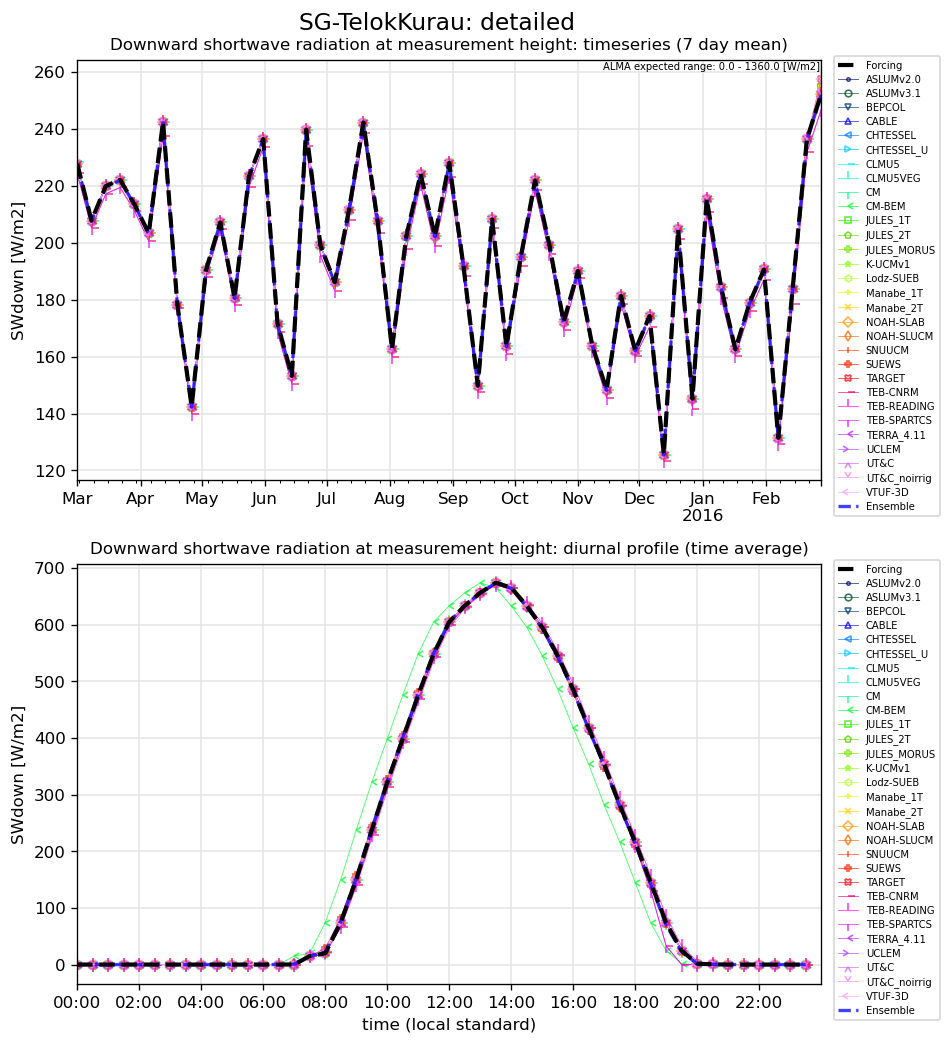 SG-TelokKurau: detailed
Downward shortwave radiation at measurement height: timeseries (7 day mean)
ALMA expected range: 0.0 - 1360.0 [W/m2]
SWdown [W/m2]
260
240
220
200
180
160
140
120
Mar Apr May Jun Jul Aug Sep Oct Nov Dec Jan Feb
2016
Forcing
ASLUMv2.0
ASLUMv3.1
BEPCOL
CABLE
CHTESSEL
CHTESSEL_U
CLMU5
CLMU5VEG
CM
CM-BEM
JULES_1T
JULES_2T
JULES_MORUS
K-UCMv1
Lodz-SUEB
Manabe_1T
Manabe_2T
NOAH-SLAB
NOAH-SLUCM
SNUUCM
SUEWS
TARGET
TEB-CNRM
TEB-READING
TEB-SPARTCS
TERRA_4.11
UCLEM
UT&C
UT&C_noirrig
VTUF-3D
Ensemble
Downward shortwave radiation at measurement height: diurnal profile (time average)
SWdown [W/m2]
700
600
500
400
300
200
100
0
00:00 02:00 04:00 06:00 08:00 10:00 12:00 14:00 16:00 18:00 20:00 22:00
time (local standard)
Forcing
ASLUMv2.0
ASLUMv3.1
BEPCOL
CABLE
CHTESSEL
CHTESSEL_U
CLMU5
CLMU5VEG
CM
CM-BEM
JULES_1T
JULES_2T
JULES_MORUS
K-UCMv1
Lodz-SUEB
Manabe_1T
Manabe_2T
NOAH-SLAB
NOAH-SLUCM
SNUUCM
SUEWS
TARGET
TEB-CNRM
TEB-READING
TEB-SPARTCS
TERRA_4.11
UCLEM
UT&C
UT&C_noirrig
VTUF-3D
Ensemble